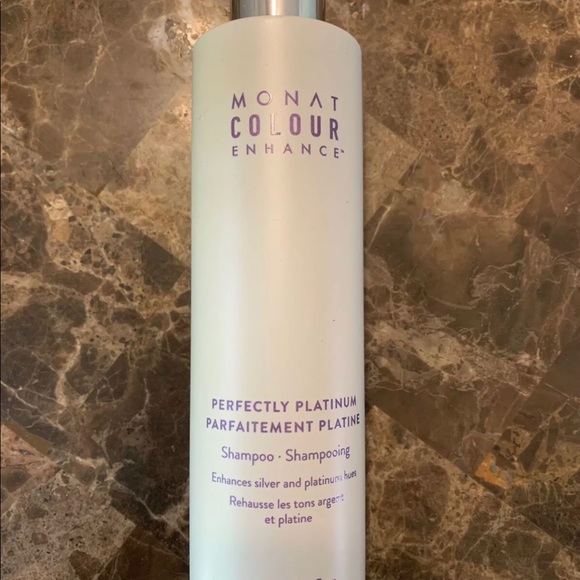 MONAT
COLOUR
ENHANCE™
PERFECTLY PLATINUM
PARFAITEMENT PLATINE
Shampoo · Shampooing
Enhances silver and platinum hues
Rehausse les tons argent
et platine